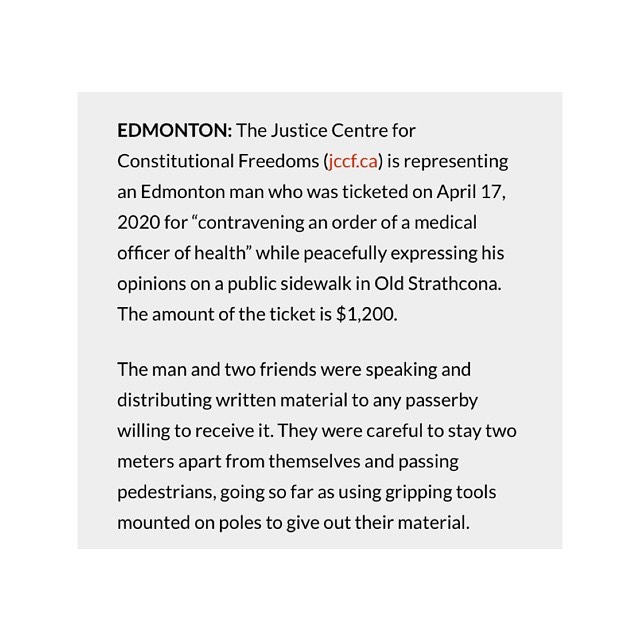 EDMONTON: The Justice Centre for
Constitutional Freedoms (jccf.ca) is representing
an Edmonton man who was ticketed on April 17,
2020 for “contravening an order of a medical
officer of health” while peacefully expressing his
opinions on a public sidewalk in Old Strathcona.
The amount of the ticket is $1,200.
The man and two friends were speaking and
distributing written material to any passerby
willing to receive it. They were careful to stay two
meters apart from themselves and passing
pedestrians, going so far as using gripping tools
mounted on poles to give out their material.